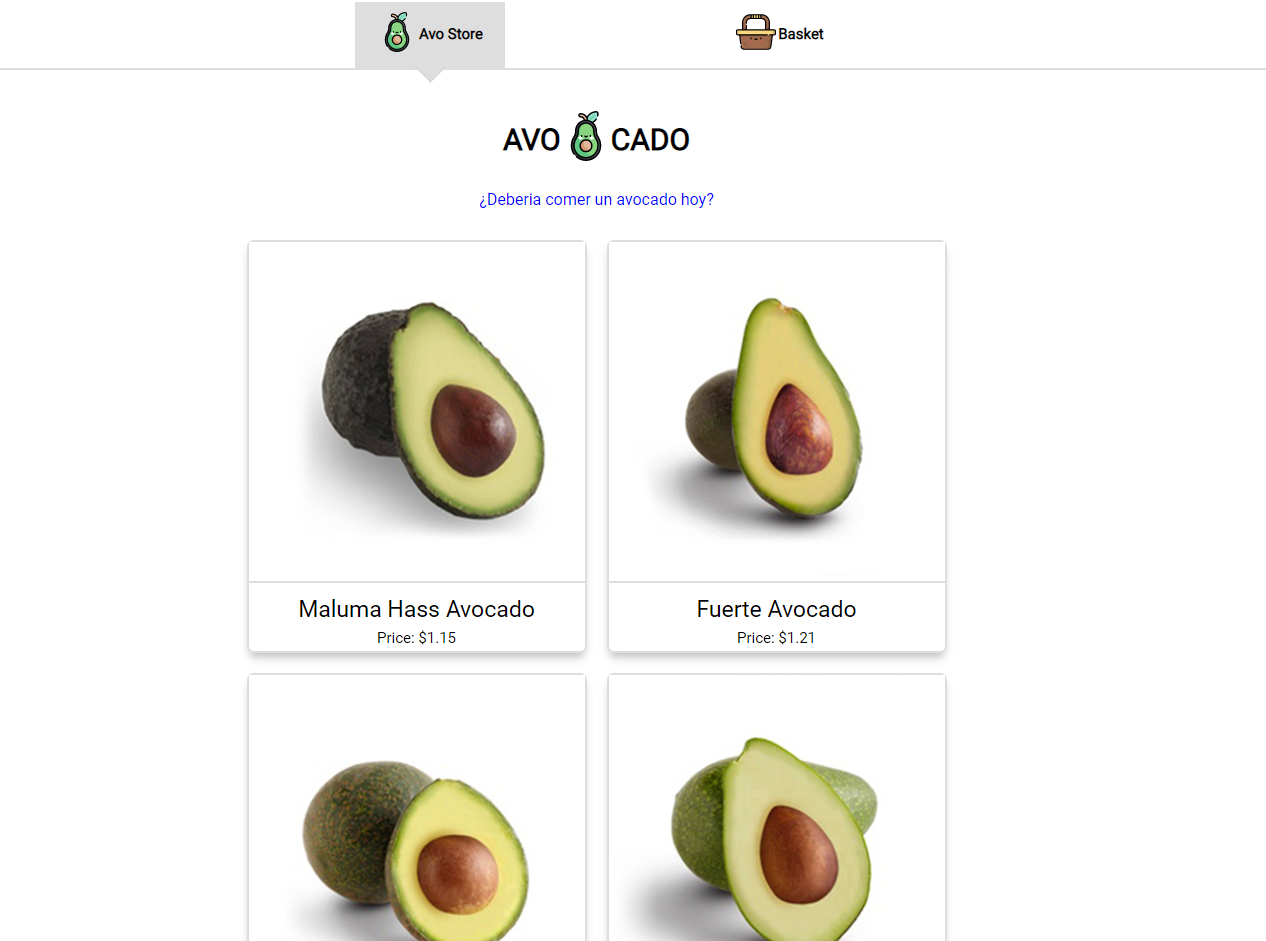 Avo Store
Basket
AVO CADO
¿Deberia comer un avocado hoy?
Maluma Hass Avocado
Price: $1.15
Fuerte Avocado
Price: $1.21